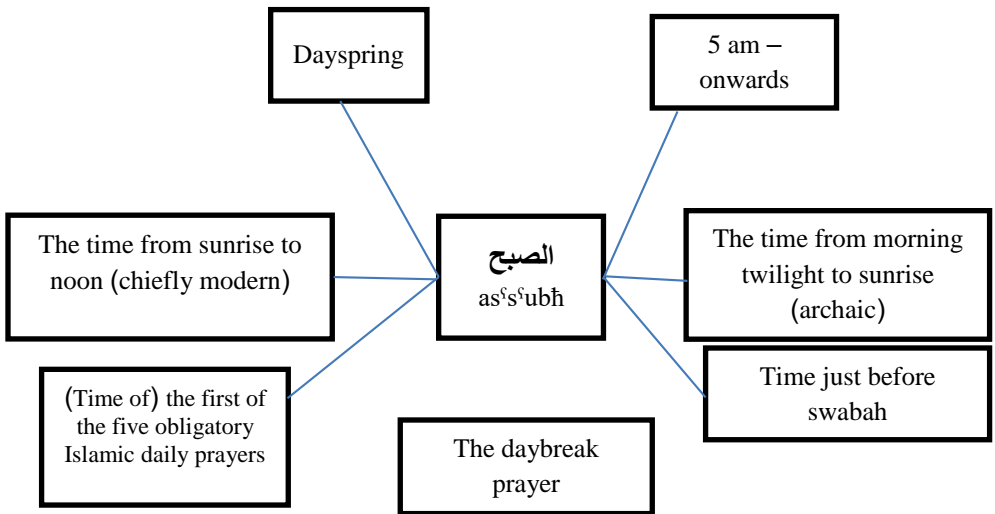 Dayspring
5 am –
onwards
The time from sunrise to
noon (chiefly modern)
الصبح
asˤsˤubħ
The time from morning
twilight to sunrise
(archaic)
(Time of) the first of
the five obligatory
Islamic daily prayers
Time just before
swabah
The daybreak
prayer